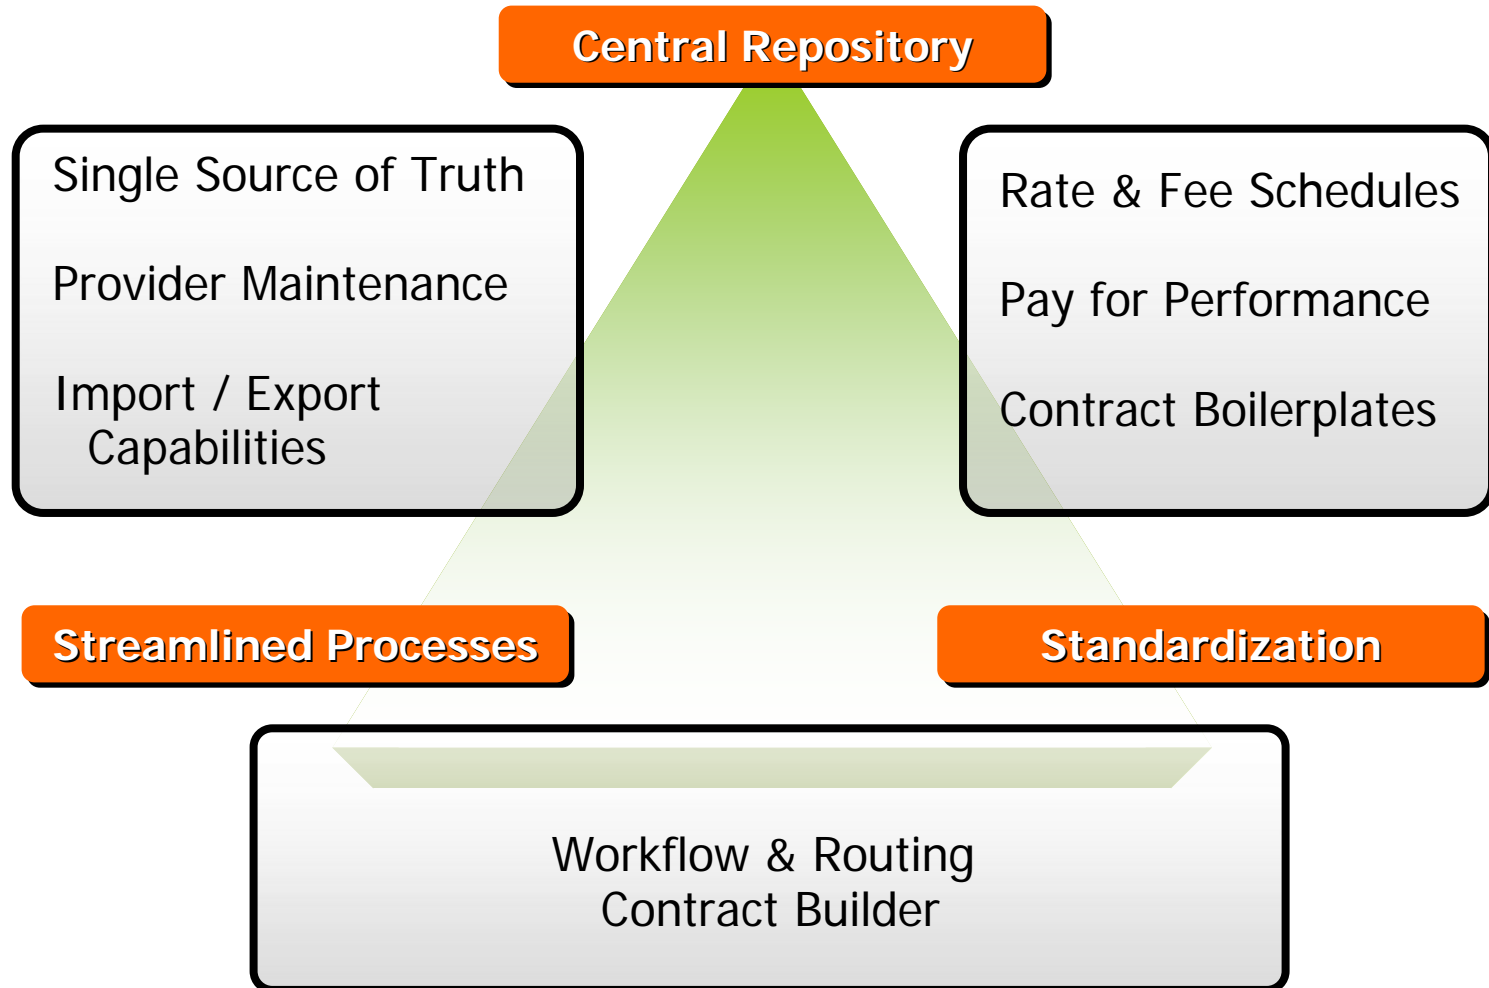 Central Repository
Single Source of Truth
Provider Maintenance
Import / Export
Capabilities
Rate & Fee Schedules
Pay for Performance
Contract Boilerplates
Streamlined Processes
Standardization
Workflow & Routing
Contract Builder